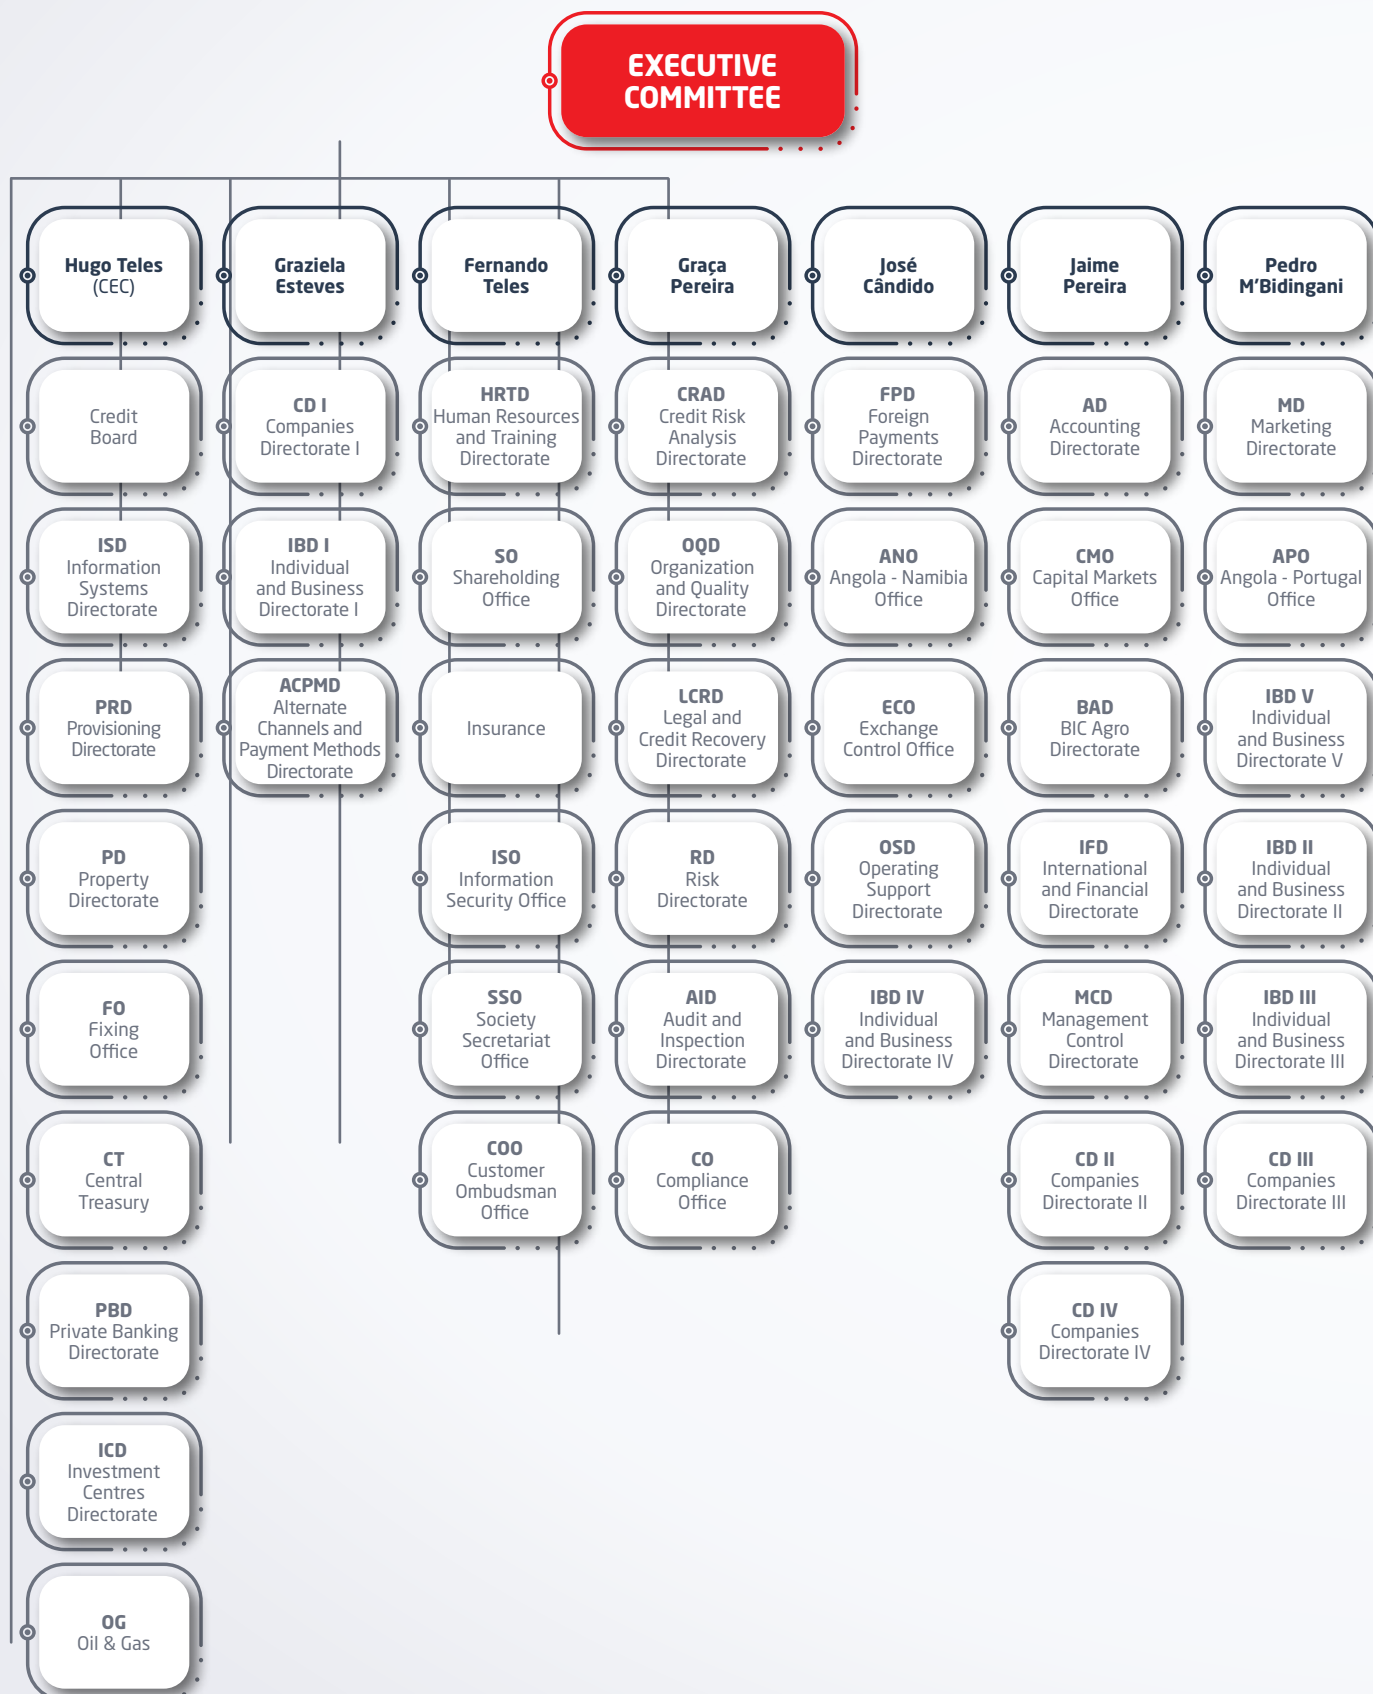 EXECUTIVE
COMMITTEE
Hugo Teles
(CEC)
Credit
Board
ISD
Information
Systems
Directorate
PRD
Provisioning
Directorate
PD
Property
Directorate
FO
Fixing
Office
CT
Central
Treasury
PBD
Private Banking
Directorate
ICD
Investment
Centres
Directorate
OG
Oil & Gas
Graziela
Esteves
CD I
Companies
Directorate I
IBD I
Individual
and Business
Directorate I
ACPMD
Alternate
Channels and
Payment Methods
Directorate
Fernando
Teles
HRTD
Human Resources
and Training
Directorate
SO
Shareholding
Office
Insurance
ISO
Information
Security Office
SSO
Society
Secretariat
Office
COO
Customer
Ombudsman
Office
Graça
Pereira
CRAD
Credit Risk
Analysis
Directorate
OQD
Organization
and Quality
Directorate
LCRD
Legal and
Credit Recovery
Directorate
RD
Risk
Directorate
AID
Audit and
Inspection
Directorate
CO
Compliance
Office
José
Cândido
FPD
Foreign
Payments
Directorate
ANO
Angola - Namibia
Office
ECO
Exchange
Control Office
OSD
Operating
Support
Directorate
IBD IV
Individual
and Business
Directorate IV
Jaime
Pereira
AD
Accounting
Directorate
CMO
Capital Markets
Office
BAD
BIC Agro
Directorate
IFD
International
and Financial
Directorate
MCD
Management
Control
Directorate
CD II
Companies
Directorate II
CD IV
Companies
Directorate IV
Pedro
M'Bidingani
MD
Marketing
Directorate
APO
Angola - Portugal
Office
IBD V
Individual
and Business
Directorate V
IBD II
Individual
and Business
Directorate II
IBD III
Individual
and Business
Directorate III
CD III
Companies
Directorate III